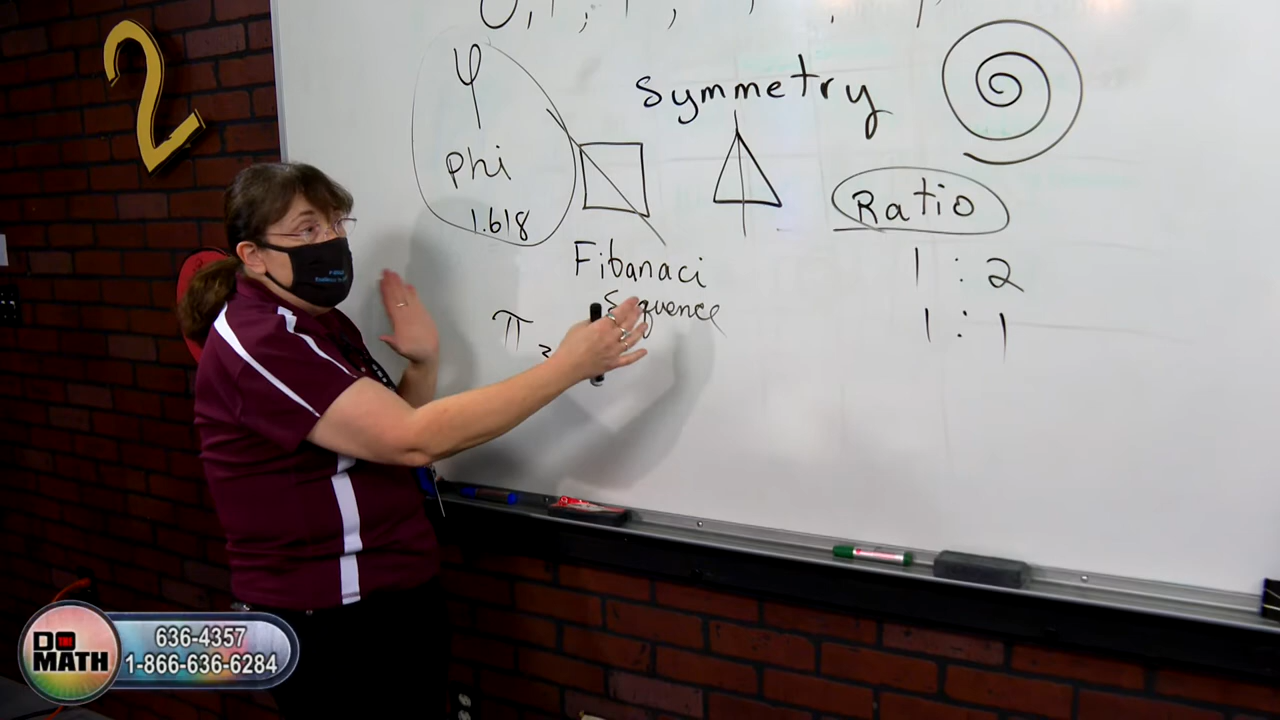 2
0, 1, 1,
φ
Phi
1.618
Symmetry
Ratio
1 : 2
1 : 1
Fibanaci
Sequence
π
DO THE
MATH
636-4357
1-866-636-6284